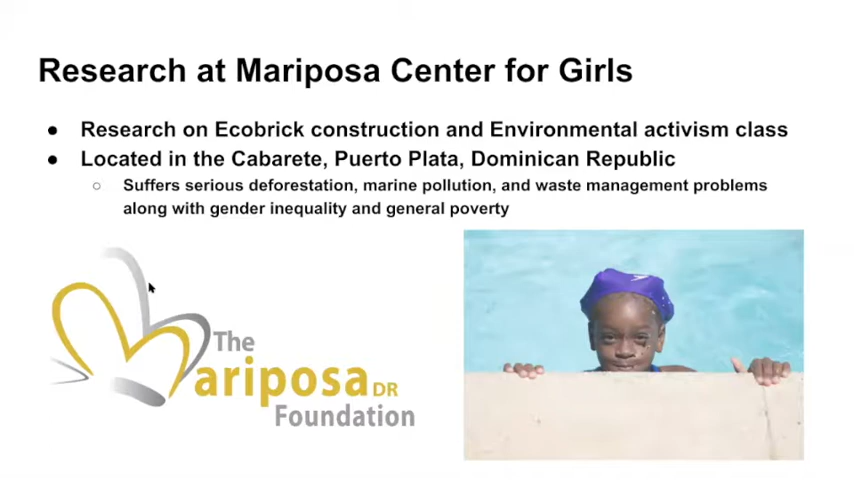 Research at Mariposa Center for Girls
● Research on Ecobrick construction and Environmental activism class
● Located in the Cabarete, Puerto Plata, Dominican Republic
○ Suffers serious deforestation, marine pollution, and waste management problems
along with gender inequality and general poverty
The
Mariposa DR
Foundation